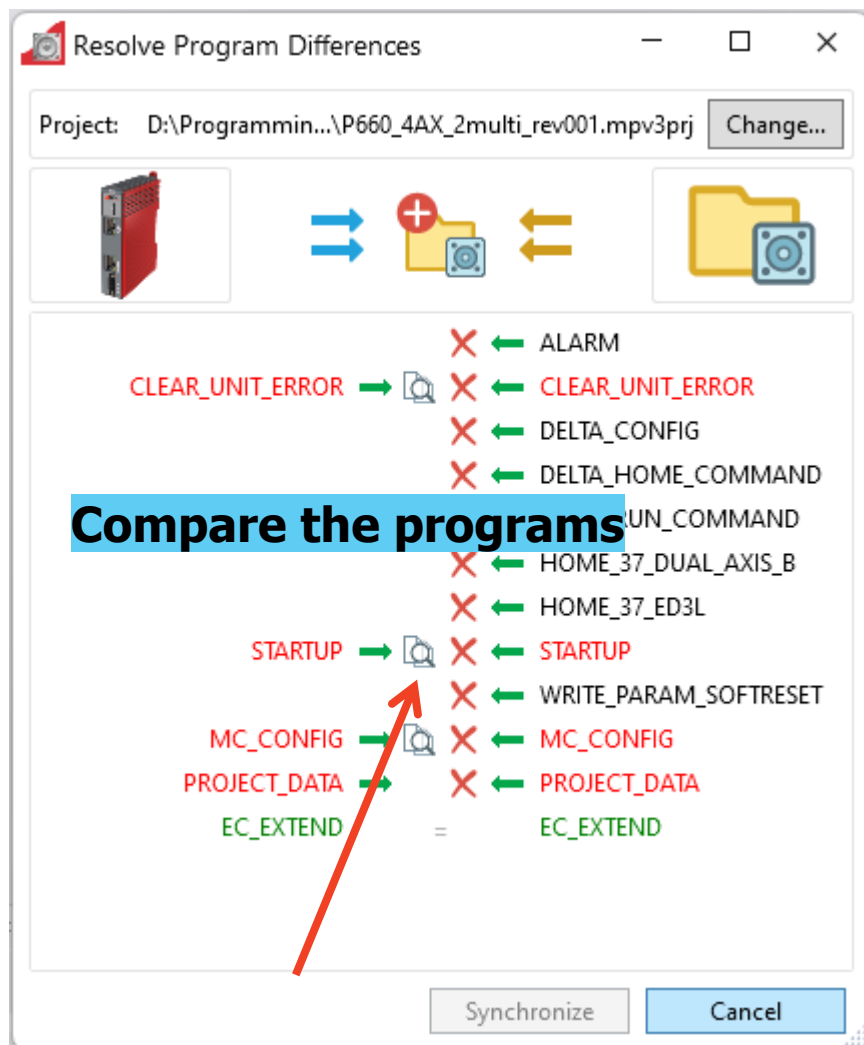 Resolve Program Differences
Project: D:\Programmin...\P660_4AX_2multi_rev001.mpv3prj Change...
ALARM
CLEAR_UNIT_ERROR CLEAR_UNIT_ERROR
DELTA_CONFIG
DELTA_HOME_COMMAND
Compare the programs RUN_COMMAND
HOME_37_DUAL_AXIS_B
HOME_37_ED3L
STARTUP STARTUP
WRITE_PARAM_SOFTRESET
MC_CONFIG MC_CONFIG
PROJECT_DATA PROJECT_DATA
EC_EXTEND = EC_EXTEND
Synchronize Cancel